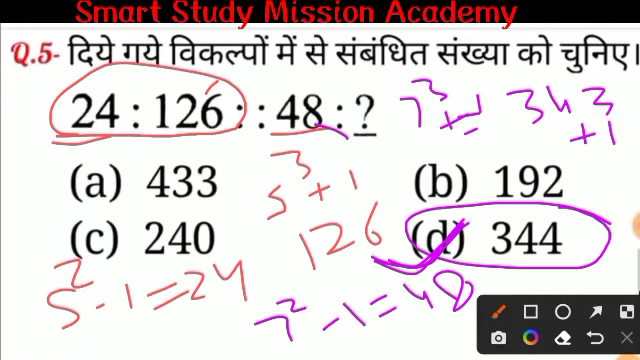 Smart Study Mission Academy
Q.5- दिये गये विकल्पों में से संबंधित संख्या को चुनिए।
24 : 126 : : 48 : ? 7³ + 1 343
+ 1
(a) 433 5³ + 1 (b) 192
(c) 240 126 (d) 344
5² - 1 = 24 7² - 1 = 48